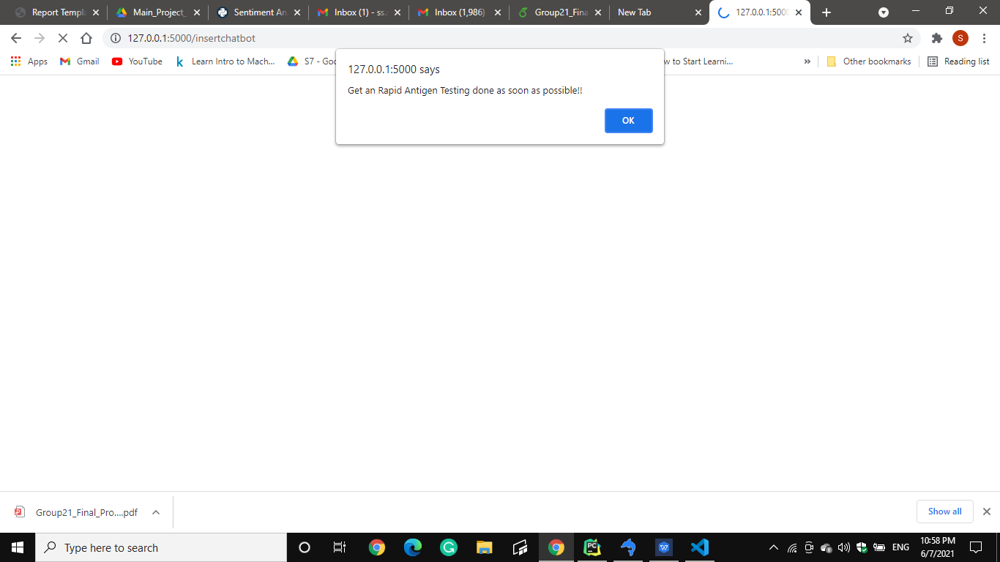 Report Templa
Main_Project_
Sentiment An
Inbox (1) - ss.
Inbox (1,986)
Group21_Fina
New Tab
127.0.0.1:5000
127.0.0.1:5000/insertchatbot
S
Apps
Gmail
YouTube
k
Learn Intro to Mach...
S7 - Goo
w to Start Learni...
»
Other bookmarks
Reading list
127.0.0.1:5000 says
Get an Rapid Antigen Testing done as soon as possible!!
OK
Group21_Final_Pro....pdf
Show all
Type here to search
PC
ENG
10:58 PM
6/7/2021